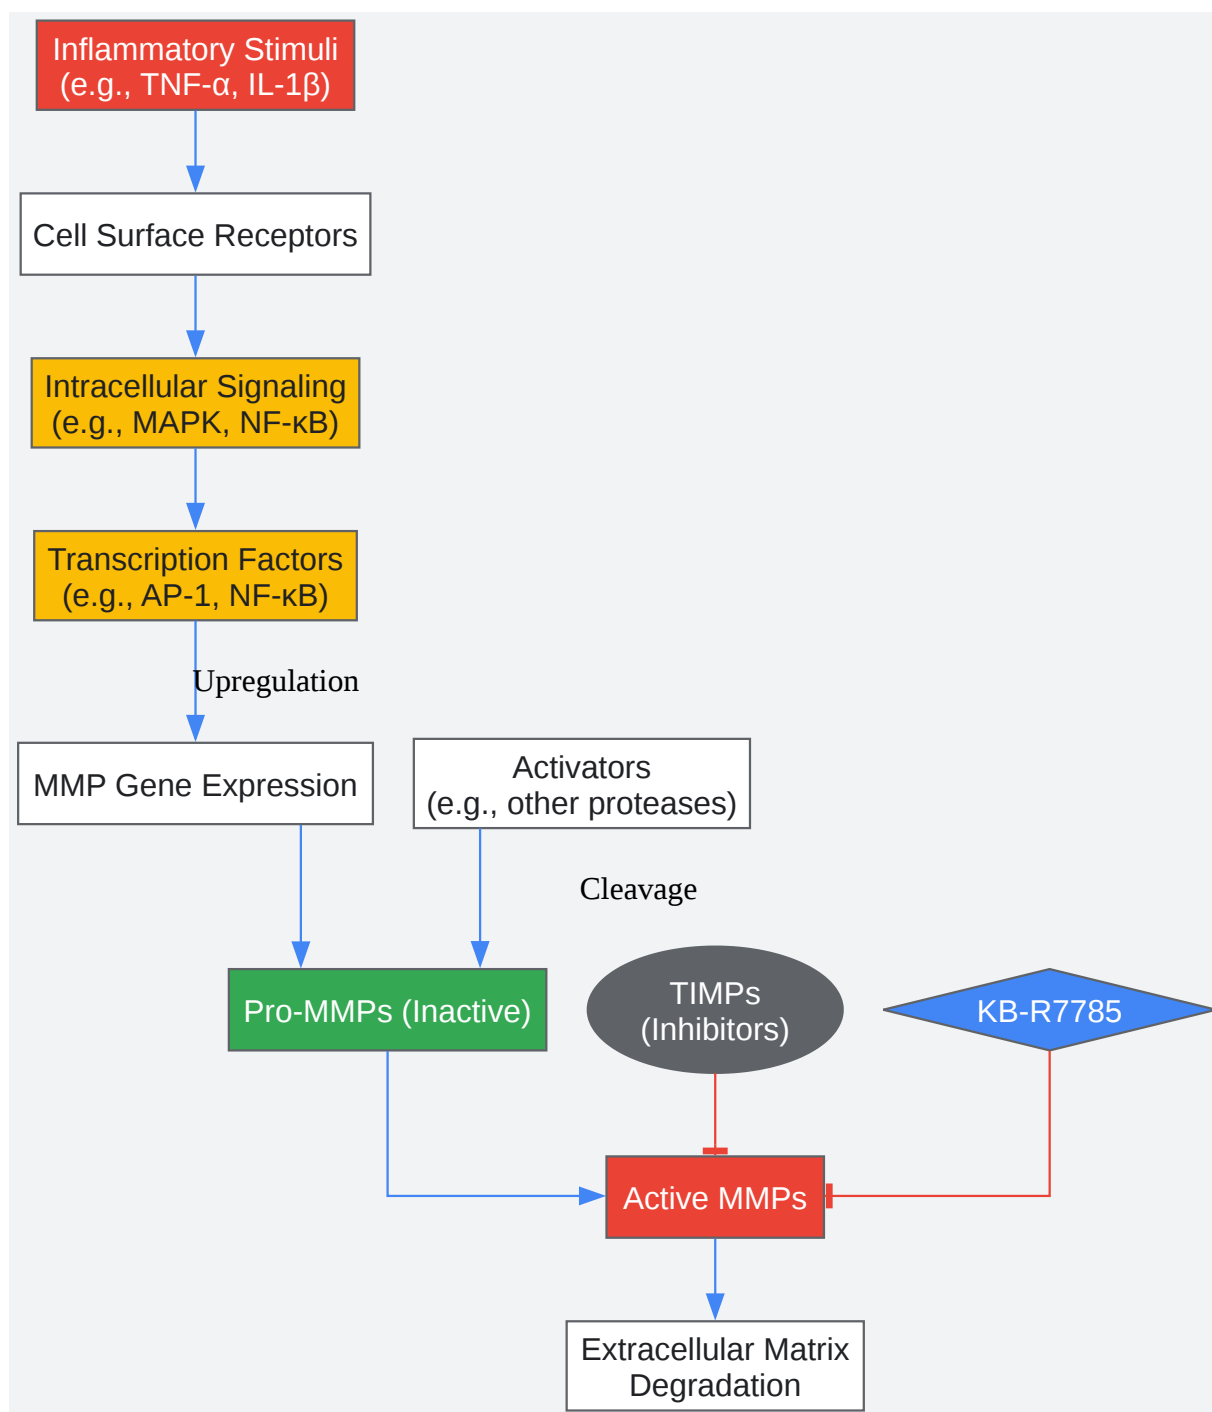 Inflammatory Stimuli
(e.g., TNF-α, IL-1β)
Cell Surface Receptors
Intracellular Signaling
(e.g., MAPK, NF-κB)
Transcription Factors
(e.g., AP-1, NF-κB)
Upregulation
MMP Gene Expression
Activators
(e.g., other proteases)
Cleavage
Pro-MMPs (Inactive)
TIMPs
(Inhibitors)
KB-R7785
Active MMPs
Extracellular Matrix
Degradation